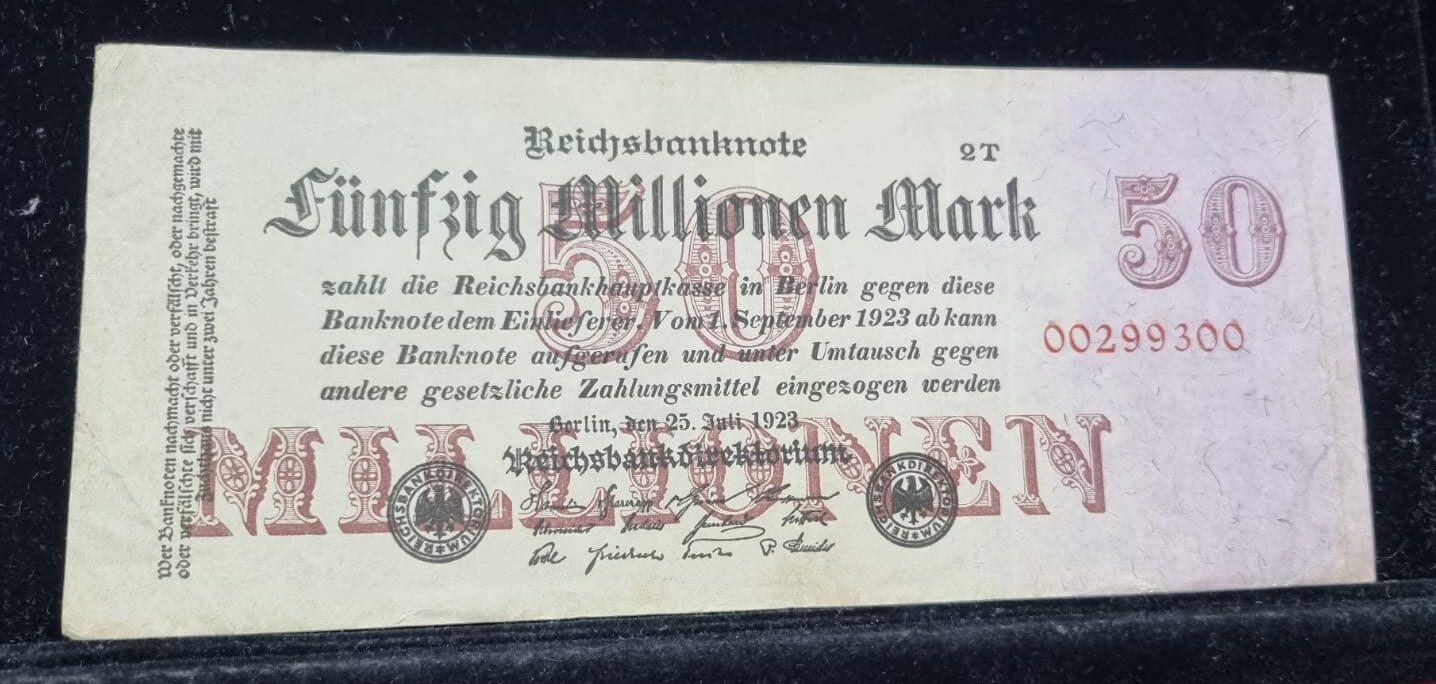 Reichsbanknote
2T
Fünfzig Millionen Mark
50
50
zahlt die Reichsbankhauptkasse in Berlin gegen diese
Banknote dem Einlieferer. Vom 1. September 1923 ab kann
diese Banknote aufgerufen und unter Umtausch gegen
andere gesetzliche Zahlungsmittel eingezogen werden
00299300
Berlin, den 25. Juli 1923
Reichsbankdirektorium
MILLIONEN
REICHSBANKDIREKTORIUM
REICHSBANKDIREKTORIUM
Wer Banknoten nachmacht oder verfälscht, oder nachgemachte
oder verfälschte sich verschafft und in Verkehr bringt, wird mit
Zuchthaus nicht unter zwei Jahren bestraft